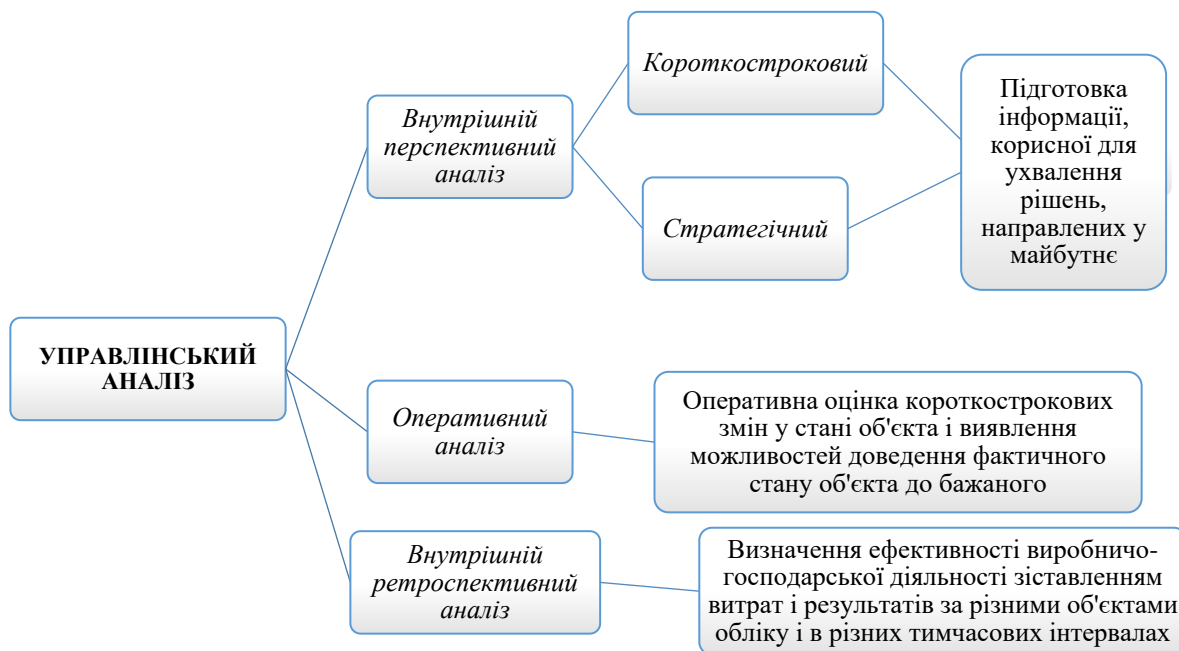 УПРАВЛІНСЬКИЙ
АНАЛІЗ
Внутрішній
перспективний
аналіз
Короткостроковий
Стратегічний
Підготовка
інформації,
корисної для
ухвалення
рішень,
направлених у
майбутнє
Оперативний
аналіз
Оперативна оцінка короткострокових
змін у стані об'єкта і виявлення
можливостей доведення фактичного
стану об'єкта до бажаного
Внутрішній
ретроспективний
аналіз
Визначення ефективності виробничо-
господарської діяльності зіставленням
витрат і результатів за різними об'єктами
обліку і в різних тимчасових інтервалах